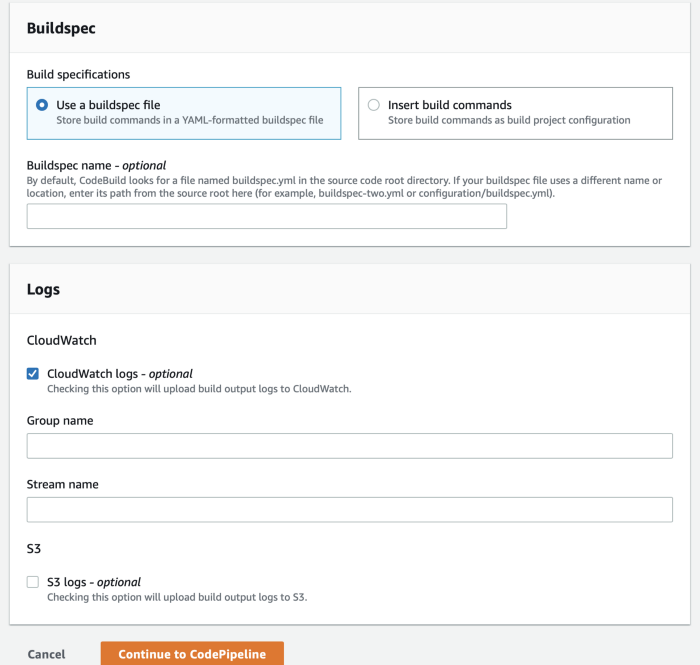 Buildspec
Build specifications
Use a buildspec file
Store build commands in a YAML-formatted buildspec file
Insert build commands
Store build commands as build project configuration
Buildspec name - optional
By default, CodeBuild looks for a file named buildspec.yml in the source code root directory. If your buildspec file uses a different name or
location, enter its path from the source root here (for example, buildspec-two.yml or configuration/buildspec.yml).
Logs
CloudWatch
CloudWatch logs - optional
Checking this option will upload build output logs to CloudWatch.
Group name
Stream name
S3
S3 logs - optional
Checking this option will upload build output logs to S3.
Cancel
Continue to CodePipeline